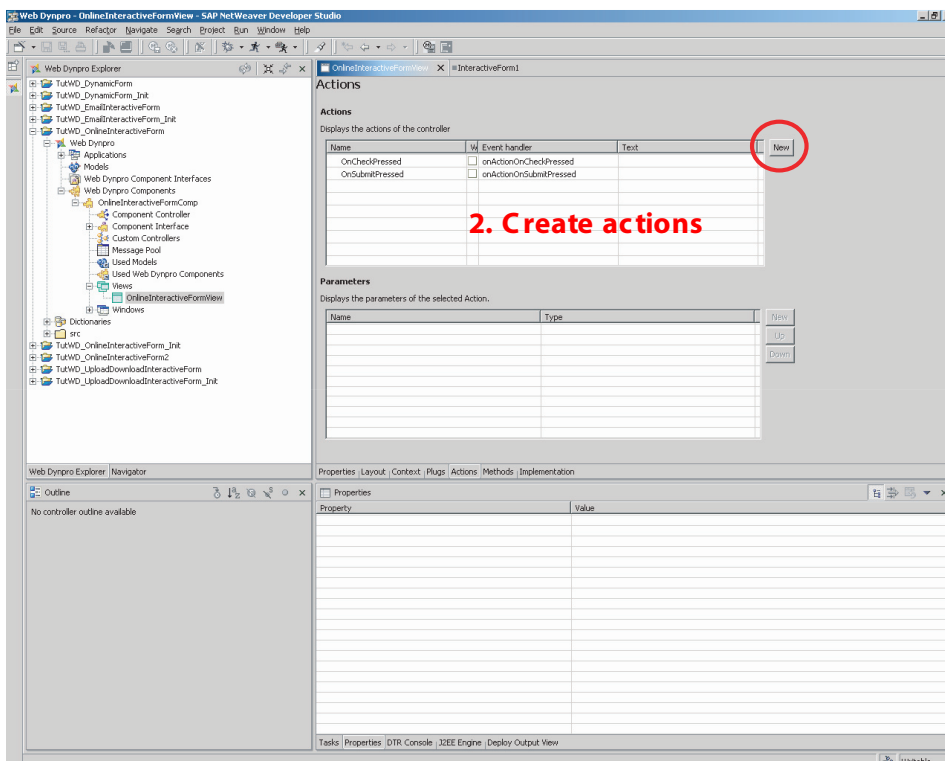 Web Dynpro - OnlineInteractiveFormView - SAP NetWeaver Developer Studio
File Edit Source Refactor Navigate Segrch Project Run Window Help
Web Dynpro Explorer
OnlineInteractiveFormView X InteractiveForm1
TutWD_DynamicForm
TutWD_DynamicForm_Init
TutWD_EmailInteractiveForm
TutWD_EmailInteractiveForm_Init
TutWD_OnlineInteractiveForm
Web Dynpro
Applications
Models
Web Dynpro Component Interfaces
Web Dynpro Components
OnlineInteractiveFormComp
Component Controller
Component Interface
Custom Controllers
Message Pool
Used Models
Used Web Dynpro Components
Views
OnlineInteractiveFormView
Windows
Dictionaries
src
TutWD_OnlineInteractiveForm_Init
TutWD_OnlineInteractiveForm2
TutWD_UploadDownloadInteractiveForm
TutWD_UploadDownloadInteractiveForm_Init
Web Dynpro Explorer Navigator
Actions
Actions
Displays the actions of the controller
Name W Event handler Text New
OnCheckPressed onActionOnCheckPressed
OnSubmitPressed onActionOnSubmitPressed
2. Create actions
Parameters
Displays the parameters of the selected Action.
Name Type New
Up
Down
Properties Layout Context Plugs Actions Methods Implementation
Outline
No controller outline available
Properties
Property Value
Tasks Properties DTR Console J2EE Engine Deploy Output View
Writable